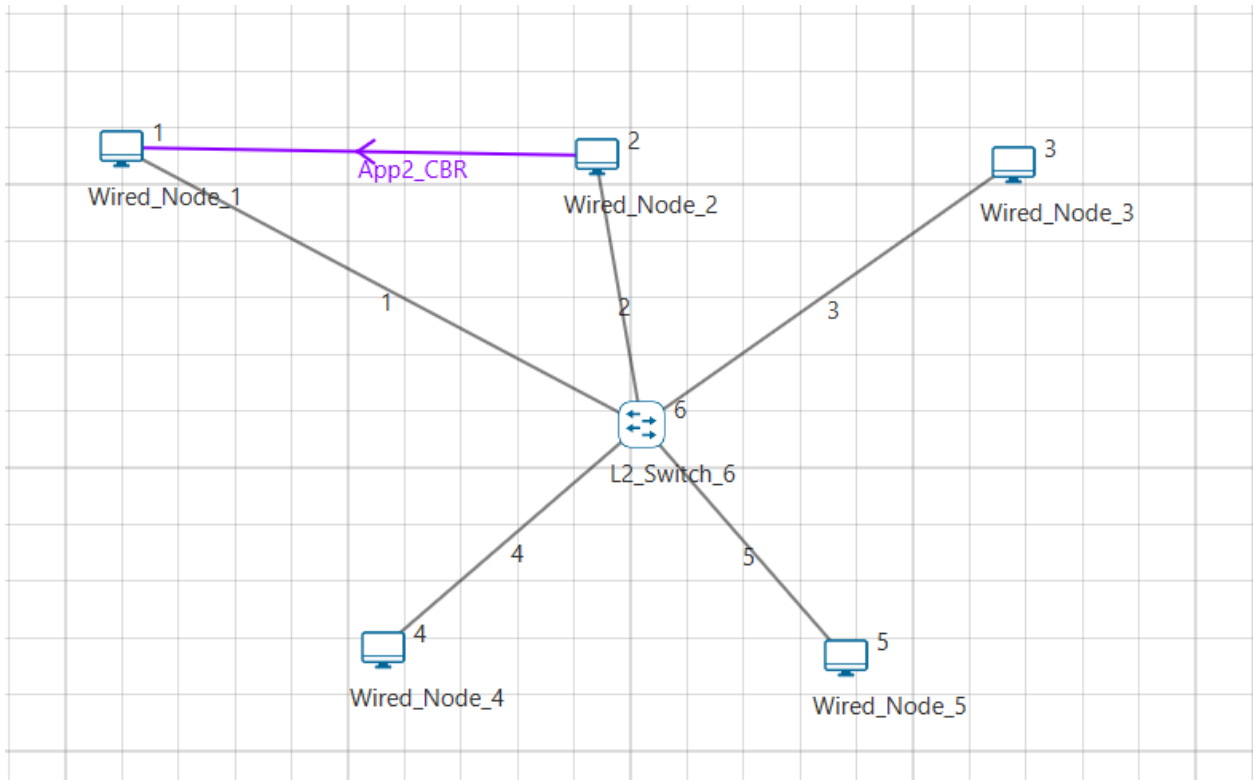 1
2
3
App2_CBR
Wired_Node_1
Wired_Node_2
Wired_Node_3
1
2
3
6
L2_Switch_6
4
5
4
5
Wired_Node_4
Wired_Node_5